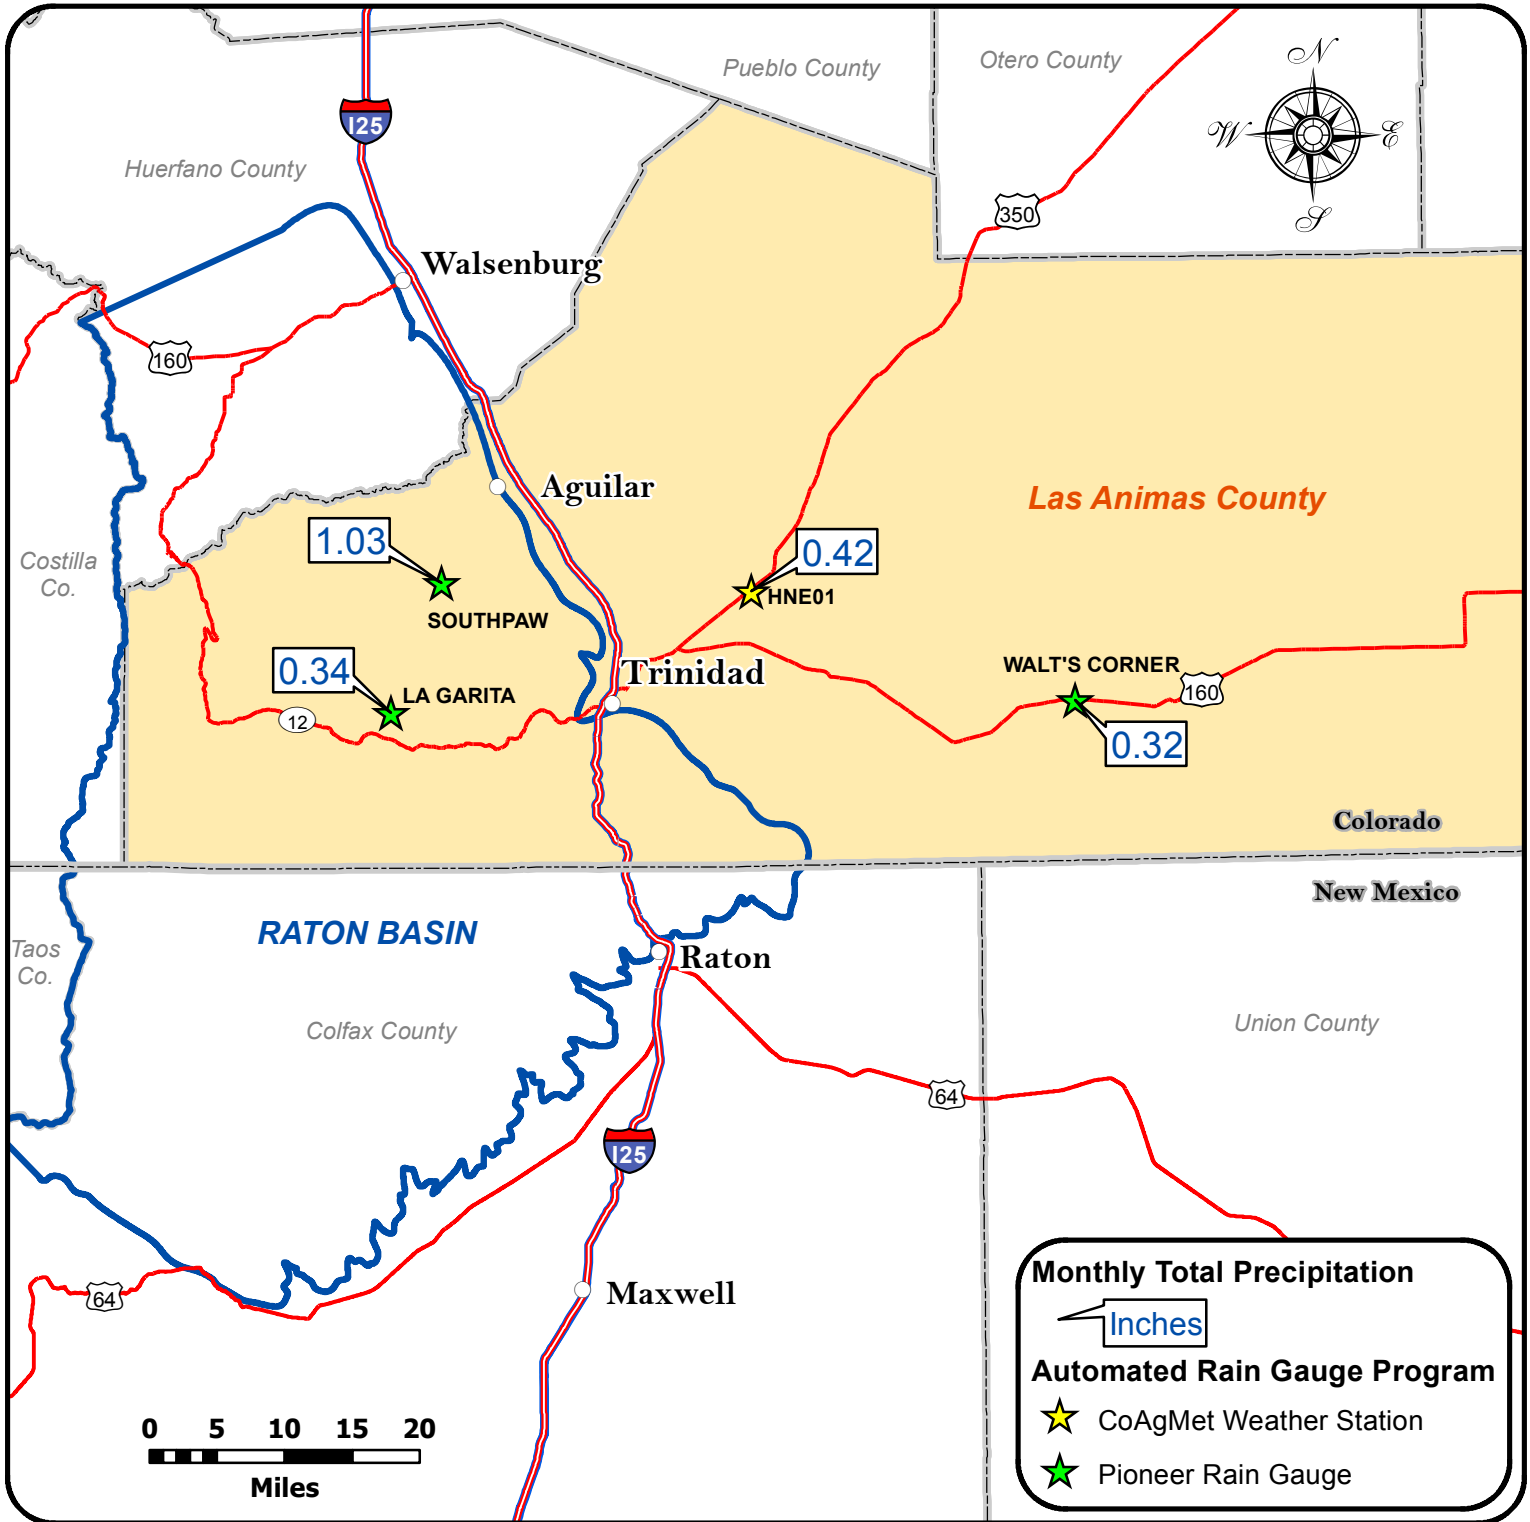 Pueblo County
Otero County
N
W
E
S
I25
Huerfano County
350
Walsenburg
160
Aguilar
Las Animas County
1.03
0.42
Costilla
Co.
HNE01
SOUTHPAW
0.34
Trinidad
WALT'S CORNER
160
LA GARITA
12
0.32
Colorado
New Mexico
RATON BASIN
Taos
Co.
Raton
Colfax County
Union County
64
I25
64
Maxwell
Monthly Total Precipitation
Inches
Automated Rain Gauge Program
CoAgMet Weather Station
Pioneer Rain Gauge
0 5 10 15 20
Miles